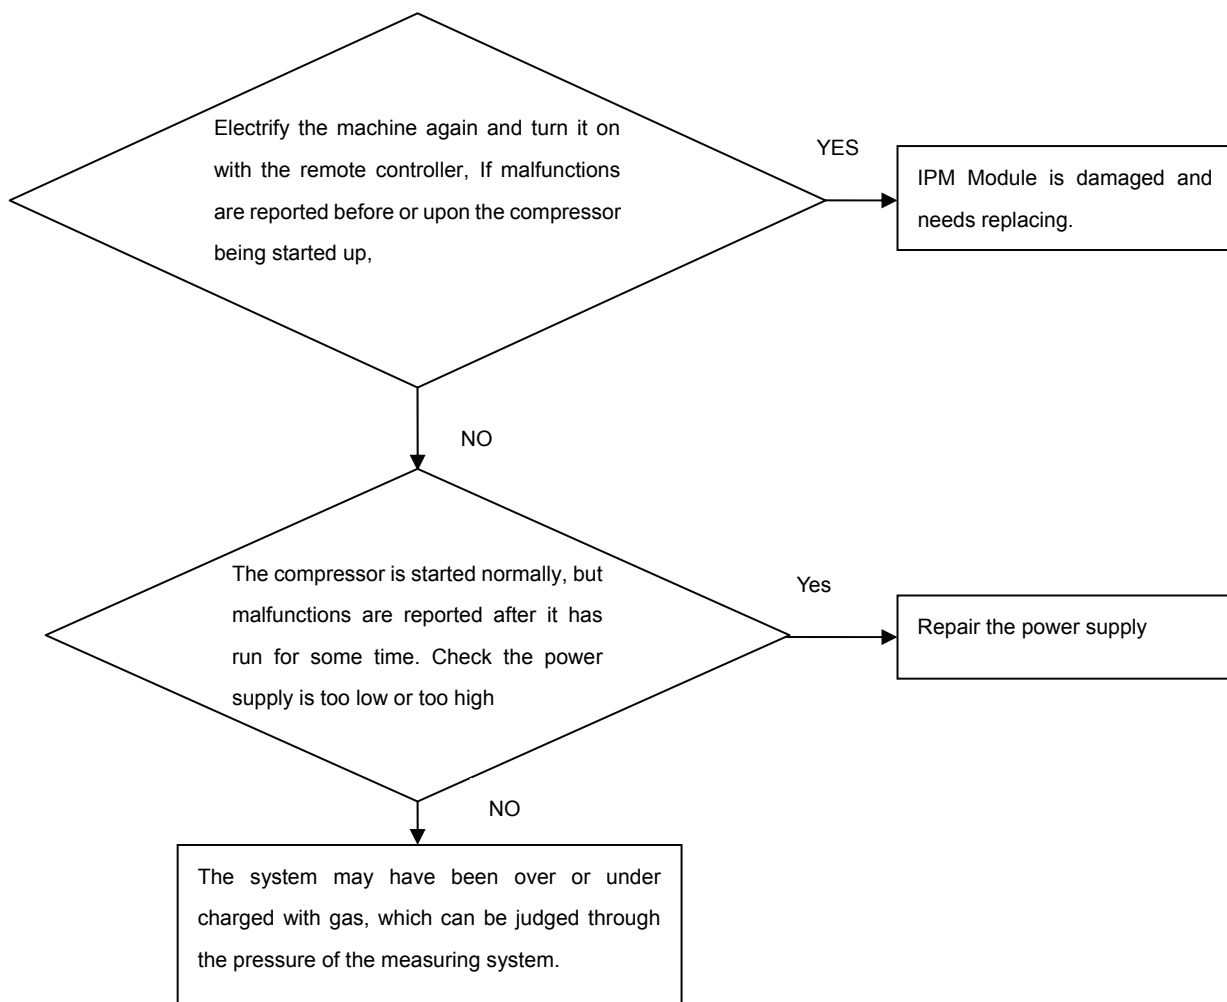 Electrify the machine again and turn it on
with the remote controller, If malfunctions
are reported before or upon the compressor
being started up,
YES
IPM Module is damaged and
needs replacing.
NO
The compressor is started normally, but
malfunctions are reported after it has
run for some time. Check the power
supply is too low or too high
Yes
Repair the power supply
NO
The system may have been over or under
charged with gas, which can be judged through
the pressure of the measuring system.